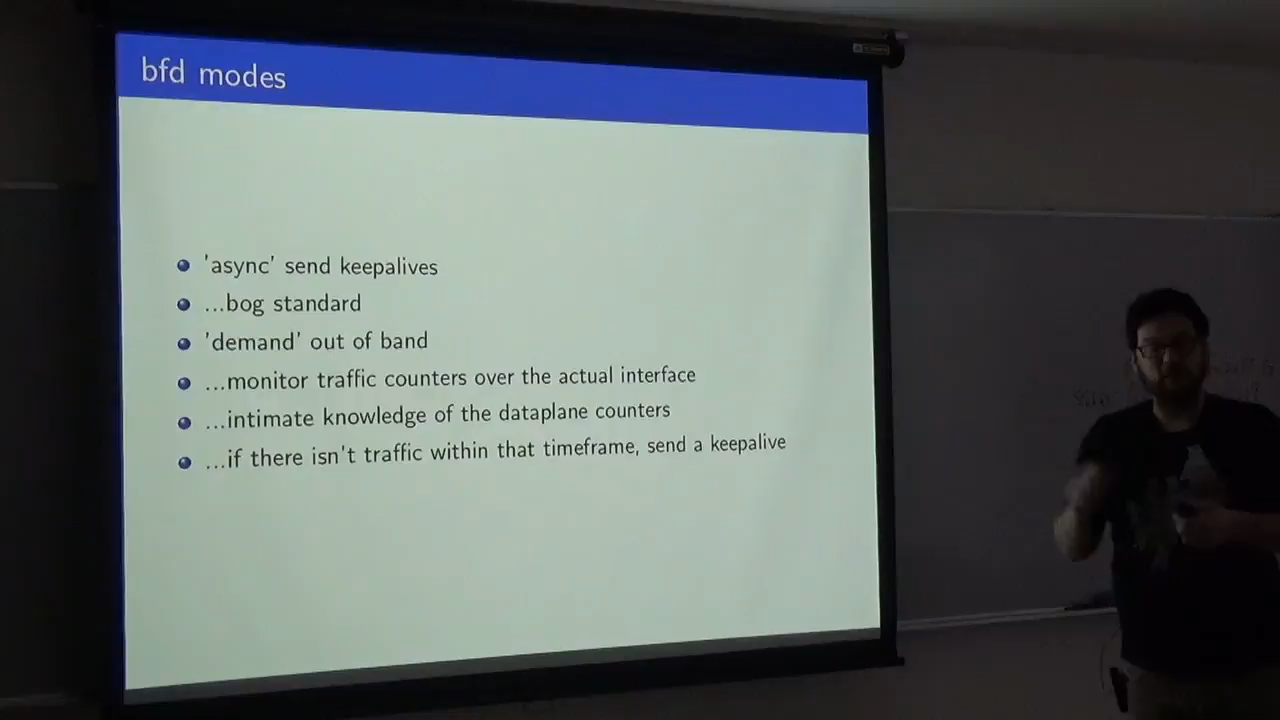 bfd modes
'async' send keepalives
...bog standard
'demand' out of band
...monitor traffic counters over the actual interface
...intimate knowledge of the dataplane counters
...if there isn't traffic within that timeframe, send a keepalive